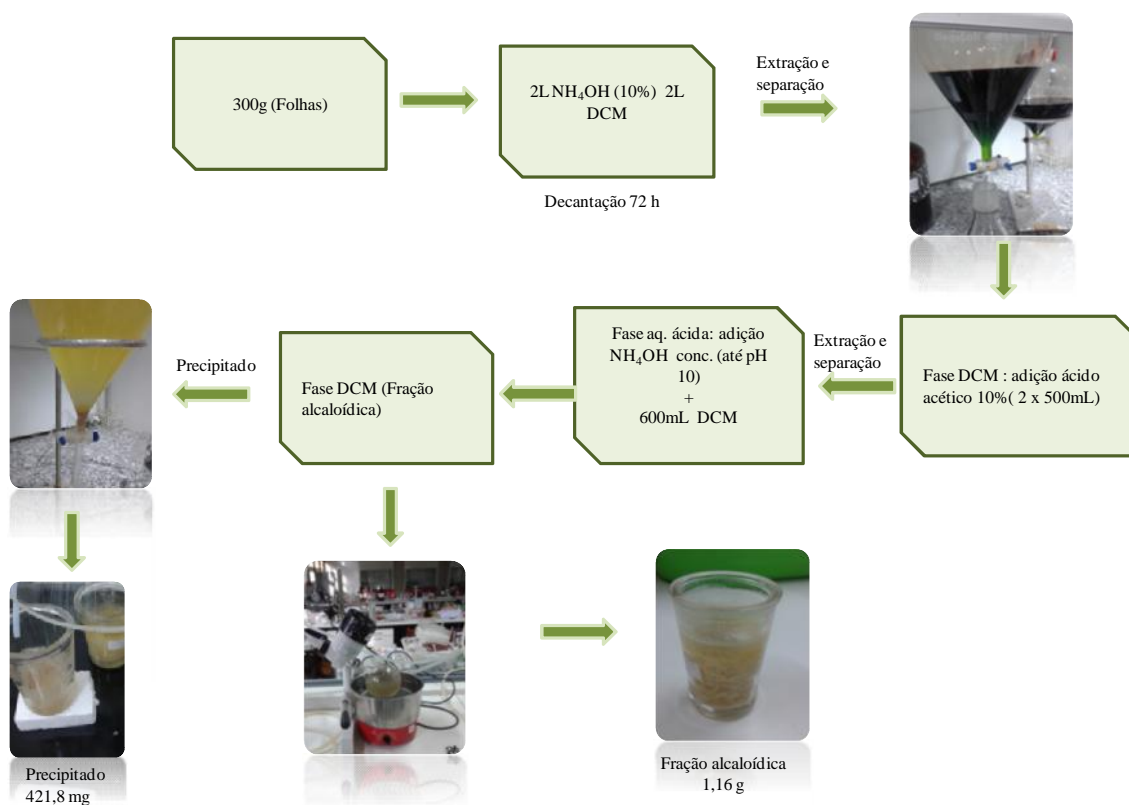 300g (Folhas)
2L NH₄OH (10%) 2L
DCM
Decantação 72 h
Extração e
separação
Fase DCM : adição ácido
acético 10%( 2 x 500mL)
Extração e
separação
Fase aq. ácida: adição
NH₄OH conc. (até pH
10)
+
600mL DCM
Fase DCM (Fração
alcaloídica)
Precipitado
Precipitado
421,8 mg
Fração alcaloídica
1,16 g